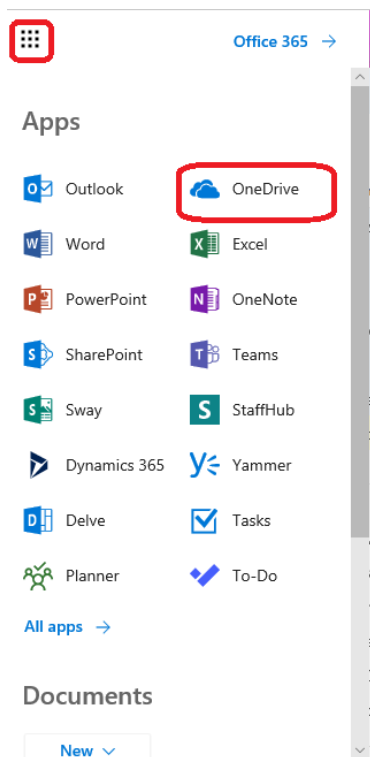 Office 365 →
Apps
Outlook OneDrive
Word Excel
PowerPoint OneNote
SharePoint Teams
Sway StaffHub
Dynamics 365 Yammer
Delve Tasks
Planner To-Do
All apps →
Documents
New